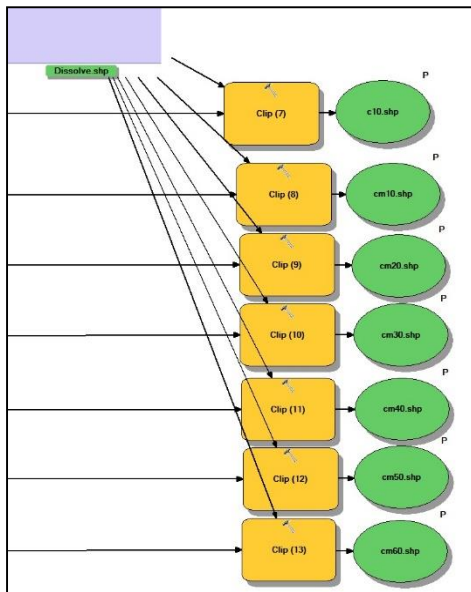 Dissolve.shp
P
Clip (7)
c10.shp
P
Clip (8)
cm10.shp
P
Clip (9)
cm20.shp
P
Clip (10)
cm30.shp
P
Clip (11)
cm40.shp
P
Clip (12)
cm50.shp
P
Clip (13)
cm60.shp